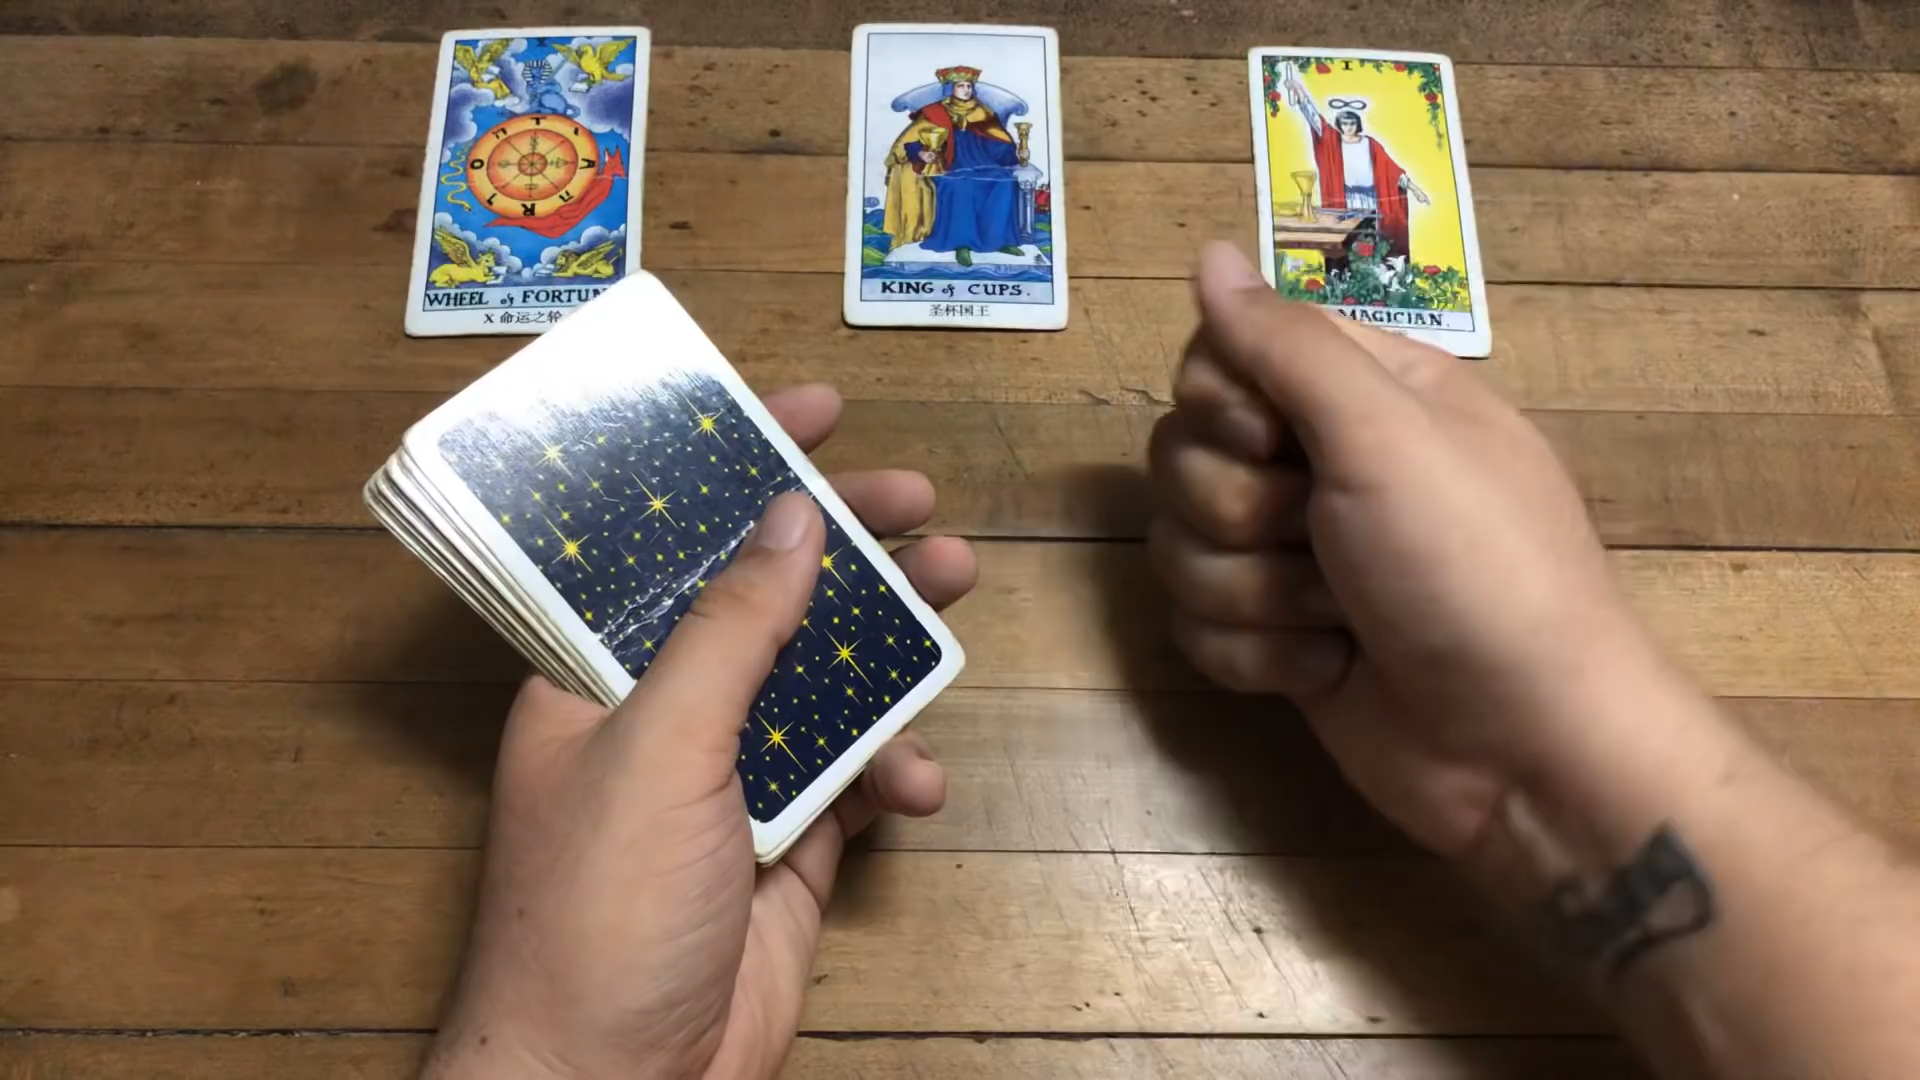 X
WHEEL of FORTUN
X 命运之轮
KING of CUPS.
圣杯国王
I
MAGICIAN.